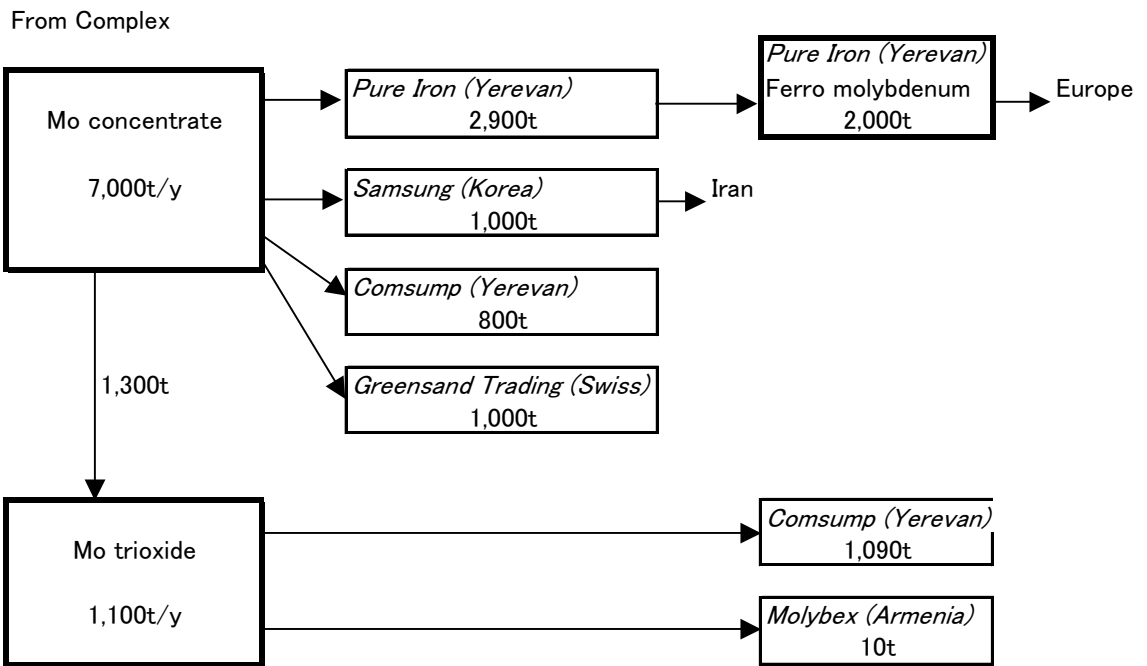 From Complex
Mo concentrate
7,000t/y
Pure Iron (Yerevan)
2,900t
Pure Iron (Yerevan)
Ferro molybdenum
2,000t
Europe
Samsung (Korea)
1,000t
Iran
Comsump (Yerevan)
800t
Greensand Trading (Swiss)
1,000t
1,300t
Mo trioxide
1,100t/y
Comsump (Yerevan)
1,090t
Molybex (Armenia)
10t